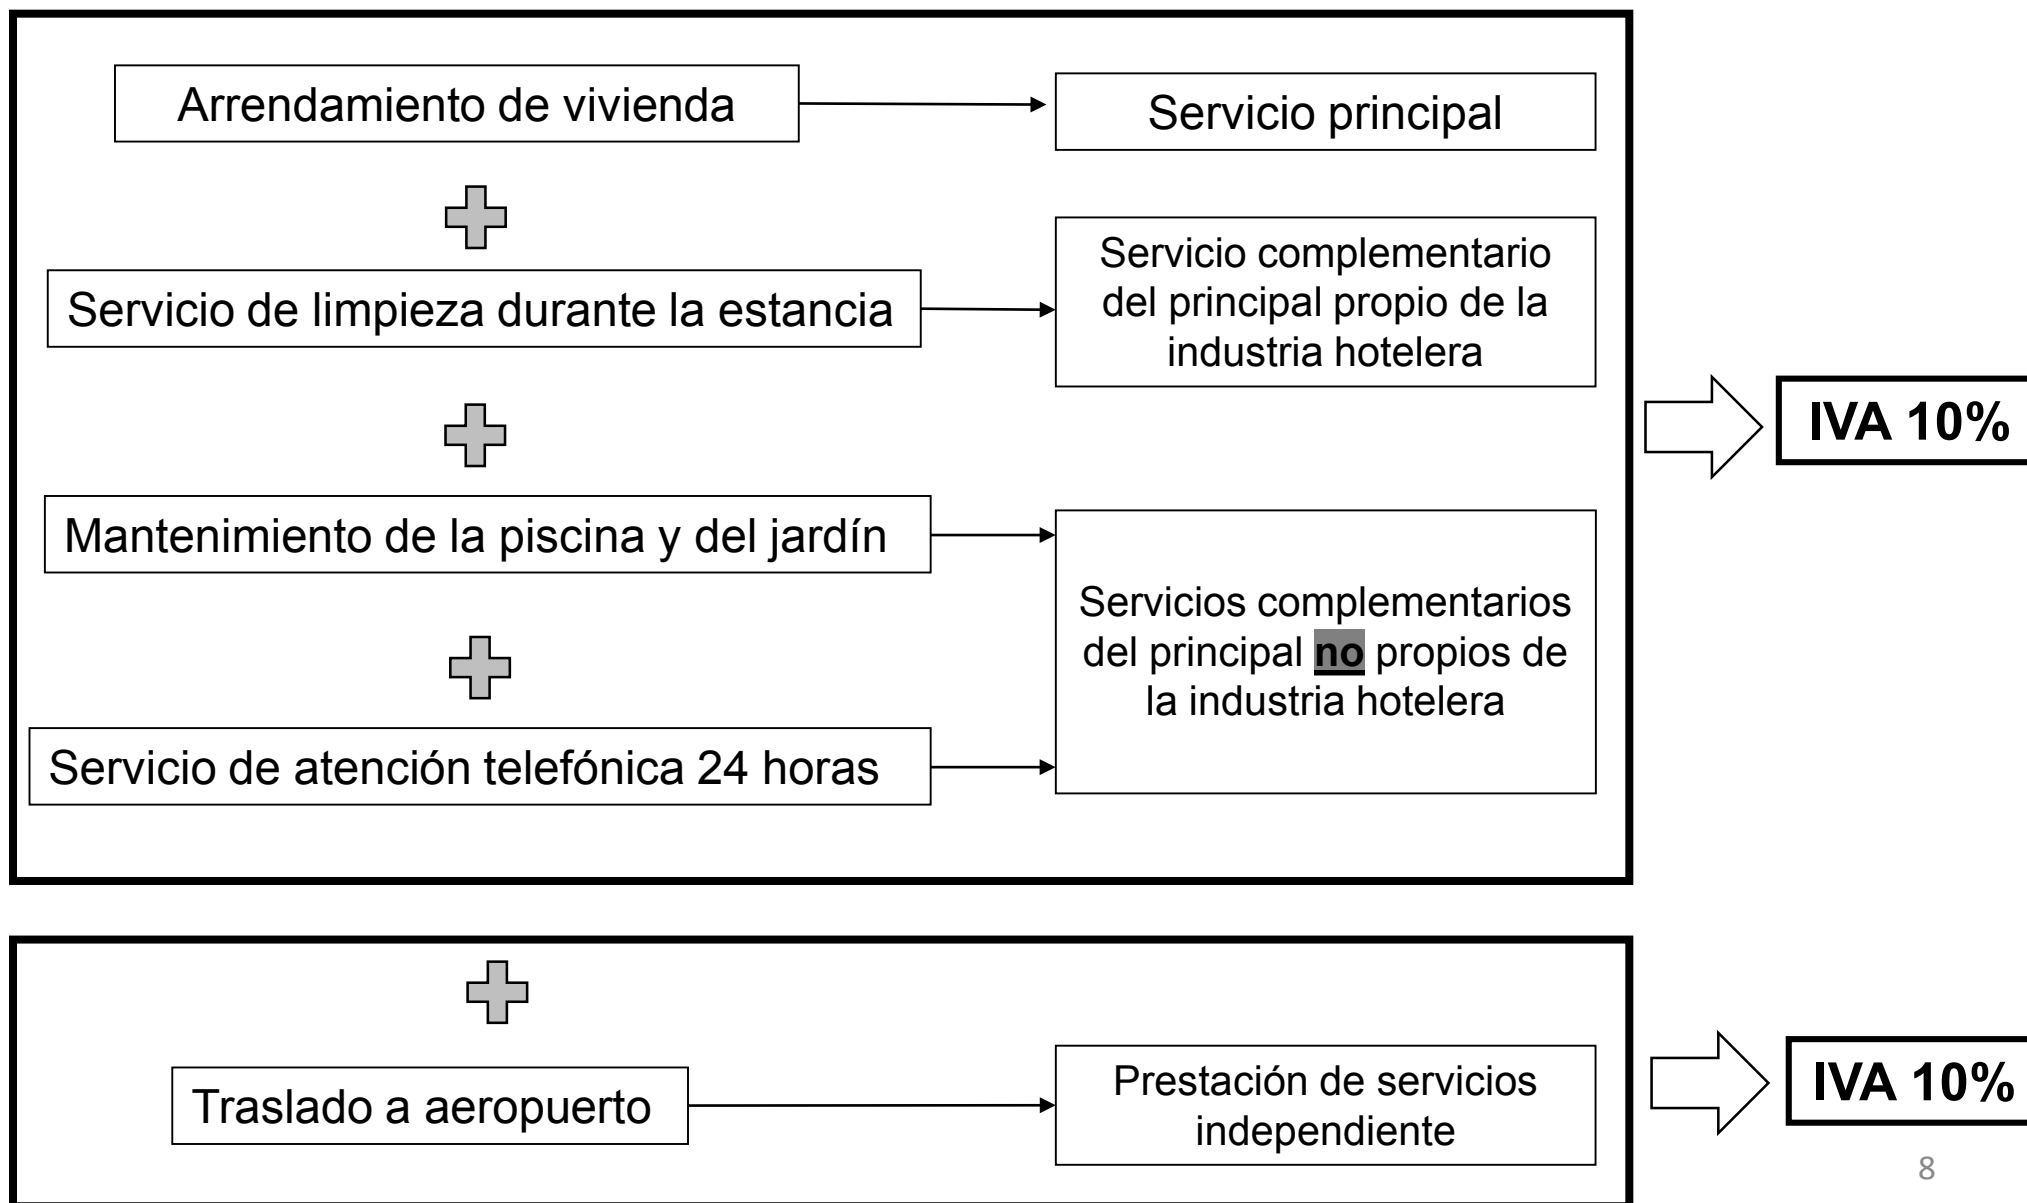 Arrendamiento de vivienda
Servicio principal
Servicio de limpieza durante la estancia
Servicio complementario
del principal propio de la
industria hotelera
IVA 10%
Mantenimiento de la piscina y del jardín
Servicios complementarios
del principal no propios de
la industria hotelera
Servicio de atención telefónica 24 horas
Traslado a aeropuerto
Prestación de servicios
independiente
IVA 10%
8